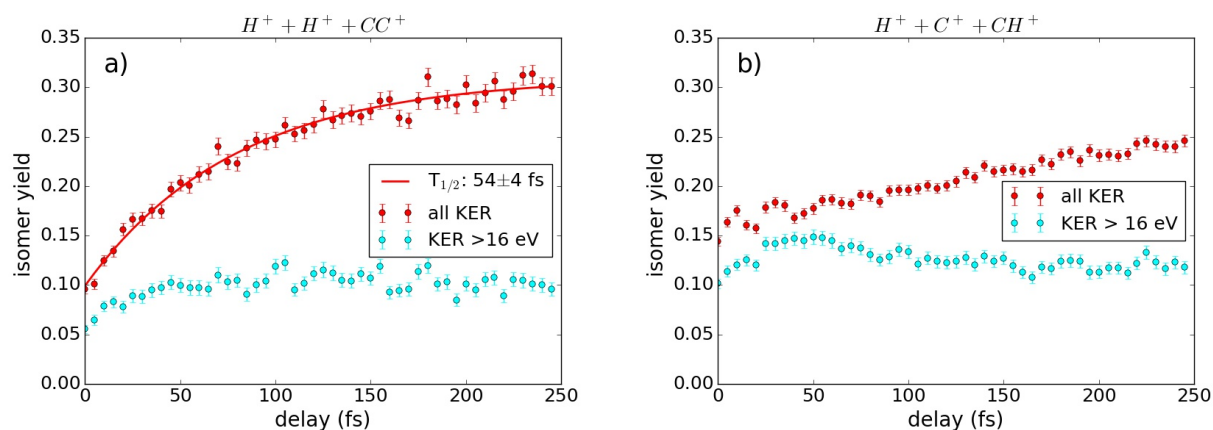 H⁺ + H⁺ + CC⁺
a)
0.35
0.30
0.25
0.20
0.15
0.10
0.05
0.00
isomer yield
T₁/₂: 54±4 fs
all KER
KER >16 eV
0 50 100 150 200 250
delay (fs)
H⁺ + C⁺ + CH⁺
b)
0.35
0.30
0.25
0.20
0.15
0.10
0.05
0.00
isomer yield
all KER
KER > 16 eV
0 50 100 150 200 250
delay (fs)